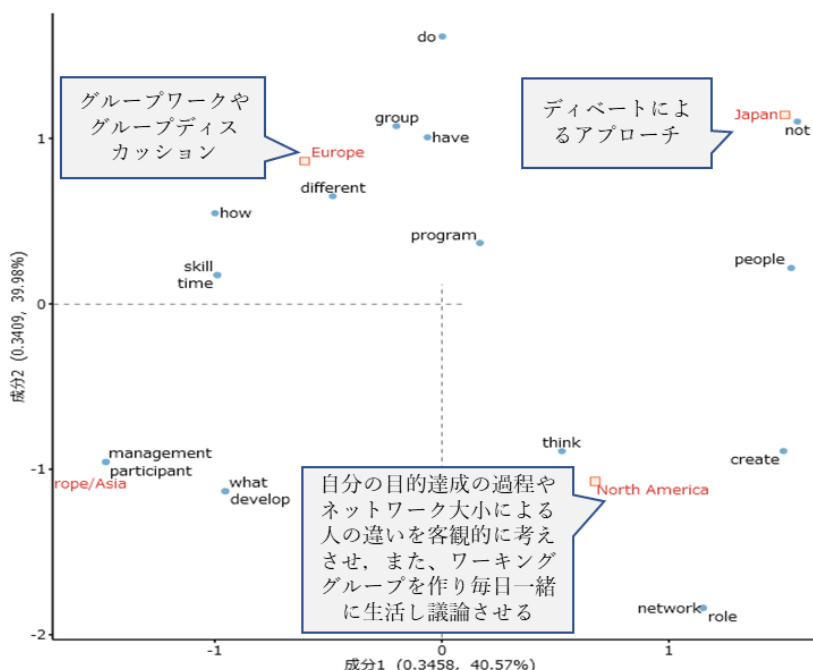 do
グループワークや
グループディス
カッション
ディベートによ
るアプローチ
Japan
not
1
group
have
Europe
different
how
program
skill
time
people
0
成分2 (0.3409, 39.98%)
think
management
participant
rope/Asia
-1
what
develop
create
North America
自分の目的達成の過程や
ネットワーク大小による
人の違いを客観的に考え
させ，また、ワーキング
グループを作り毎日一緒
に生活し議論させる
network
role
-2
-1
0
1
成分1 (0.3458, 40.57%)